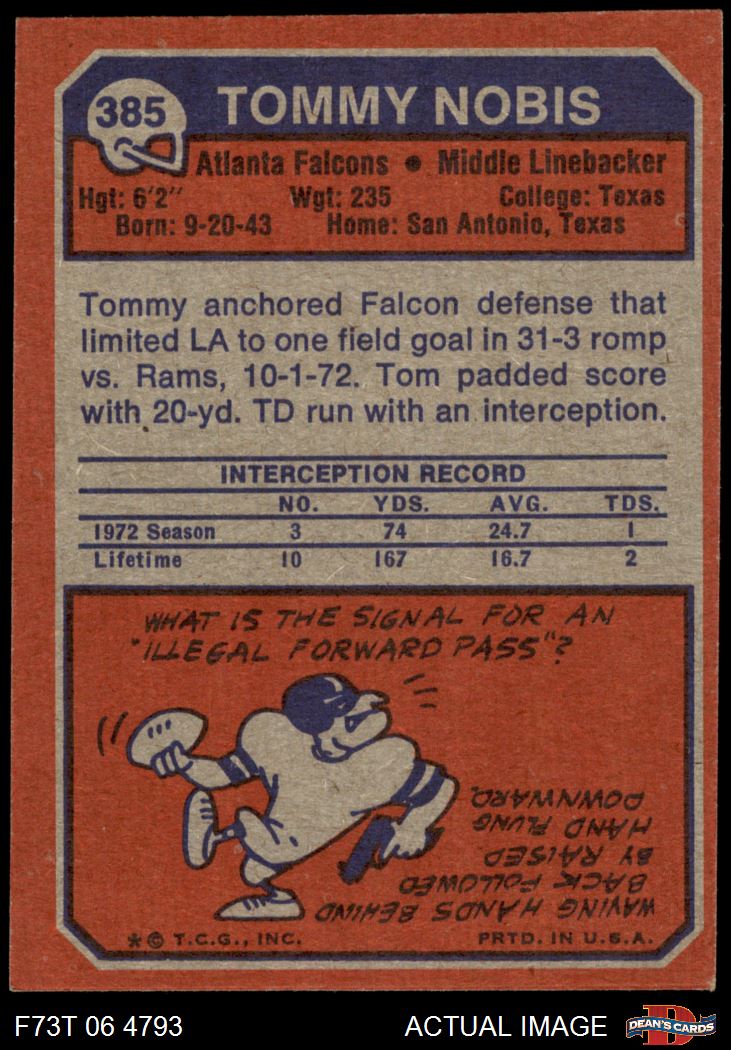 385
TOMMY NOBIS
Atlanta Falcons ● Middle Linebacker
Hgt: 6'2" Wgt: 235 College: Texas
Born: 9-20-43 Home: San Antonio, Texas
Tommy anchored Falcon defense that
limited LA to one field goal in 31-3 romp
vs. Rams, 10-1-72. Tom padded score
with 20-yd. TD run with an interception.
INTERCEPTION RECORD
NO. YDS. AVG. TDS.
1972 Season 3 74 24.7 1
Lifetime 10 167 16.7 2
WHAT IS THE SIGNAL FOR AN
"ILLEGAL FORWARD PASS"?
WAVING HANDS BEHIND
BACK FOLLOWED
BY RAISED
HAND FLUNG
DOWNWARD.
* © T.C.G., INC. PRTD. IN U.S.A.
F73T 06 4793 ACTUAL IMAGE
D
DEAN'S CARDS